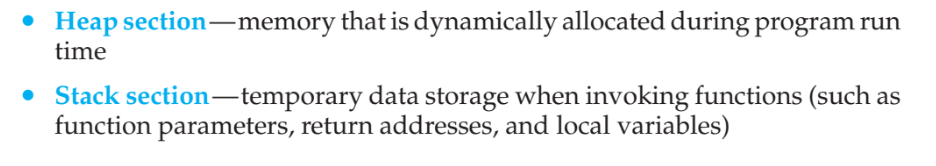 • Heap section—memory that is dynamically allocated during program run
time
• Stack section—temporary data storage when invoking functions (such as
function parameters, return addresses, and local variables)